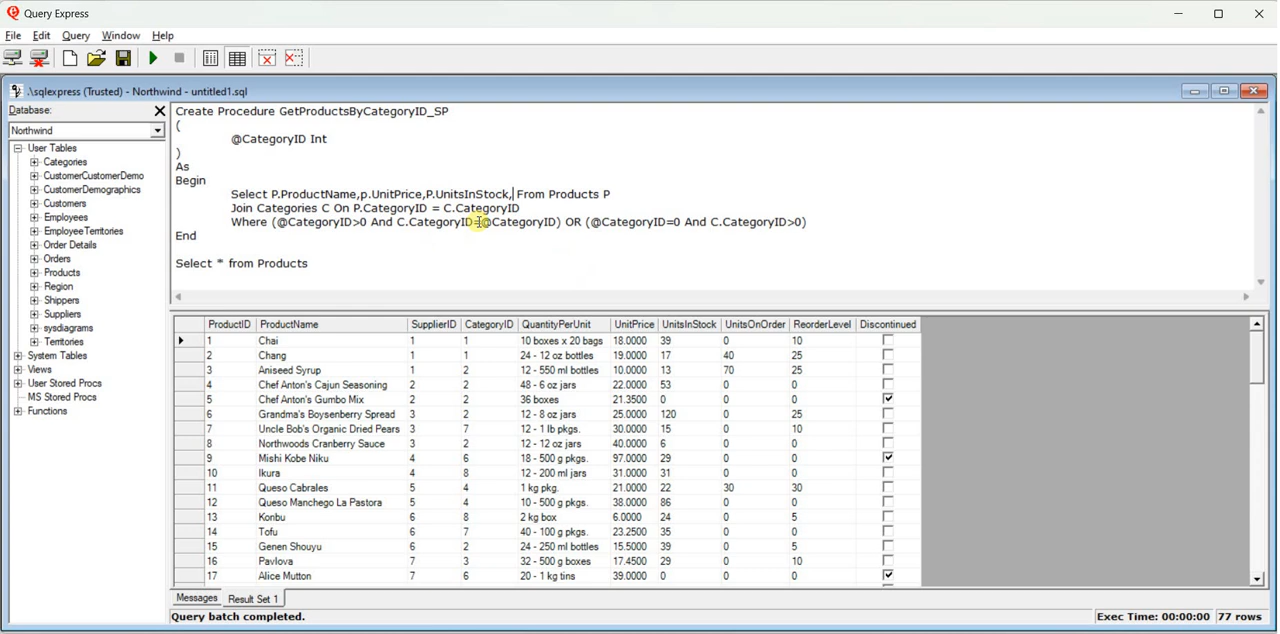 Query Express
File Edit Query Window Help
.\sqlexpress (Trusted) - Northwind - untitled1.sql
Database:
Northwind
User Tables
Categories
CustomerCustomerDemo
CustomerDemographics
Customers
Employees
EmployeeTerritories
Order Details
Orders
Products
Region
Shippers
Suppliers
sysdiagrams
Territories
System Tables
Views
User Stored Procs
MS Stored Procs
Functions
Create Procedure GetProductsByCategoryID_SP
(
@CategoryID Int
)
As
Begin
Select P.ProductName,p.UnitPrice,P.UnitsInStock, From Products P
Join Categories C On P.CategoryID = C.CategoryID
Where (@CategoryID>0 And C.CategoryID=@CategoryID) OR (@CategoryID=0 And C.CategoryID>0)
End
Select * from Products
ProductID ProductName SupplierID CategoryID QuantityPerUnit UnitPrice UnitsInStock UnitsOnOrder ReorderLevel Discontinued
1 Chai 1 1 10 boxes x 20 bags 18.0000 39 0 10
2 Chang 1 1 24 - 12 oz bottles 19.0000 17 40 25
3 Aniseed Syrup 1 2 12 - 550 ml bottles 10.0000 13 70 25
4 Chef Anton's Cajun Seasoning 2 2 48 - 6 oz jars 22.0000 53 0 0
5 Chef Anton's Gumbo Mix 2 2 36 boxes 21.3500 0 0 0
6 Grandma's Boysenberry Spread 3 2 12 - 8 oz jars 25.0000 120 0 25
7 Uncle Bob's Organic Dried Pears 3 7 12 - 1 lb pkgs. 30.0000 15 0 10
8 Northwoods Cranberry Sauce 3 2 12 - 12 oz jars 40.0000 6 0 0
9 Mishi Kobe Niku 4 6 18 - 500 g pkgs. 97.0000 29 0 0
10 Ikura 4 8 12 - 200 ml jars 31.0000 31 0 0
11 Queso Cabrales 5 4 1 kg pkg. 21.0000 22 30 30
12 Queso Manchego La Pastora 5 4 10 - 500 g pkgs. 38.0000 86 0 0
13 Konbu 6 8 2 kg box 6.0000 24 0 5
14 Tofu 6 7 40 - 100 g pkgs. 23.2500 35 0 0
15 Genen Shouyu 6 2 24 - 250 ml bottles 15.5000 39 0 5
16 Pavlova 7 3 32 - 500 g boxes 17.4500 29 0 10
17 Alice Mutton 7 6 20 - 1 kg tins 39.0000 0 0 0
Messages Result Set 1
Query batch completed. Exec Time: 00:00:00 77 rows